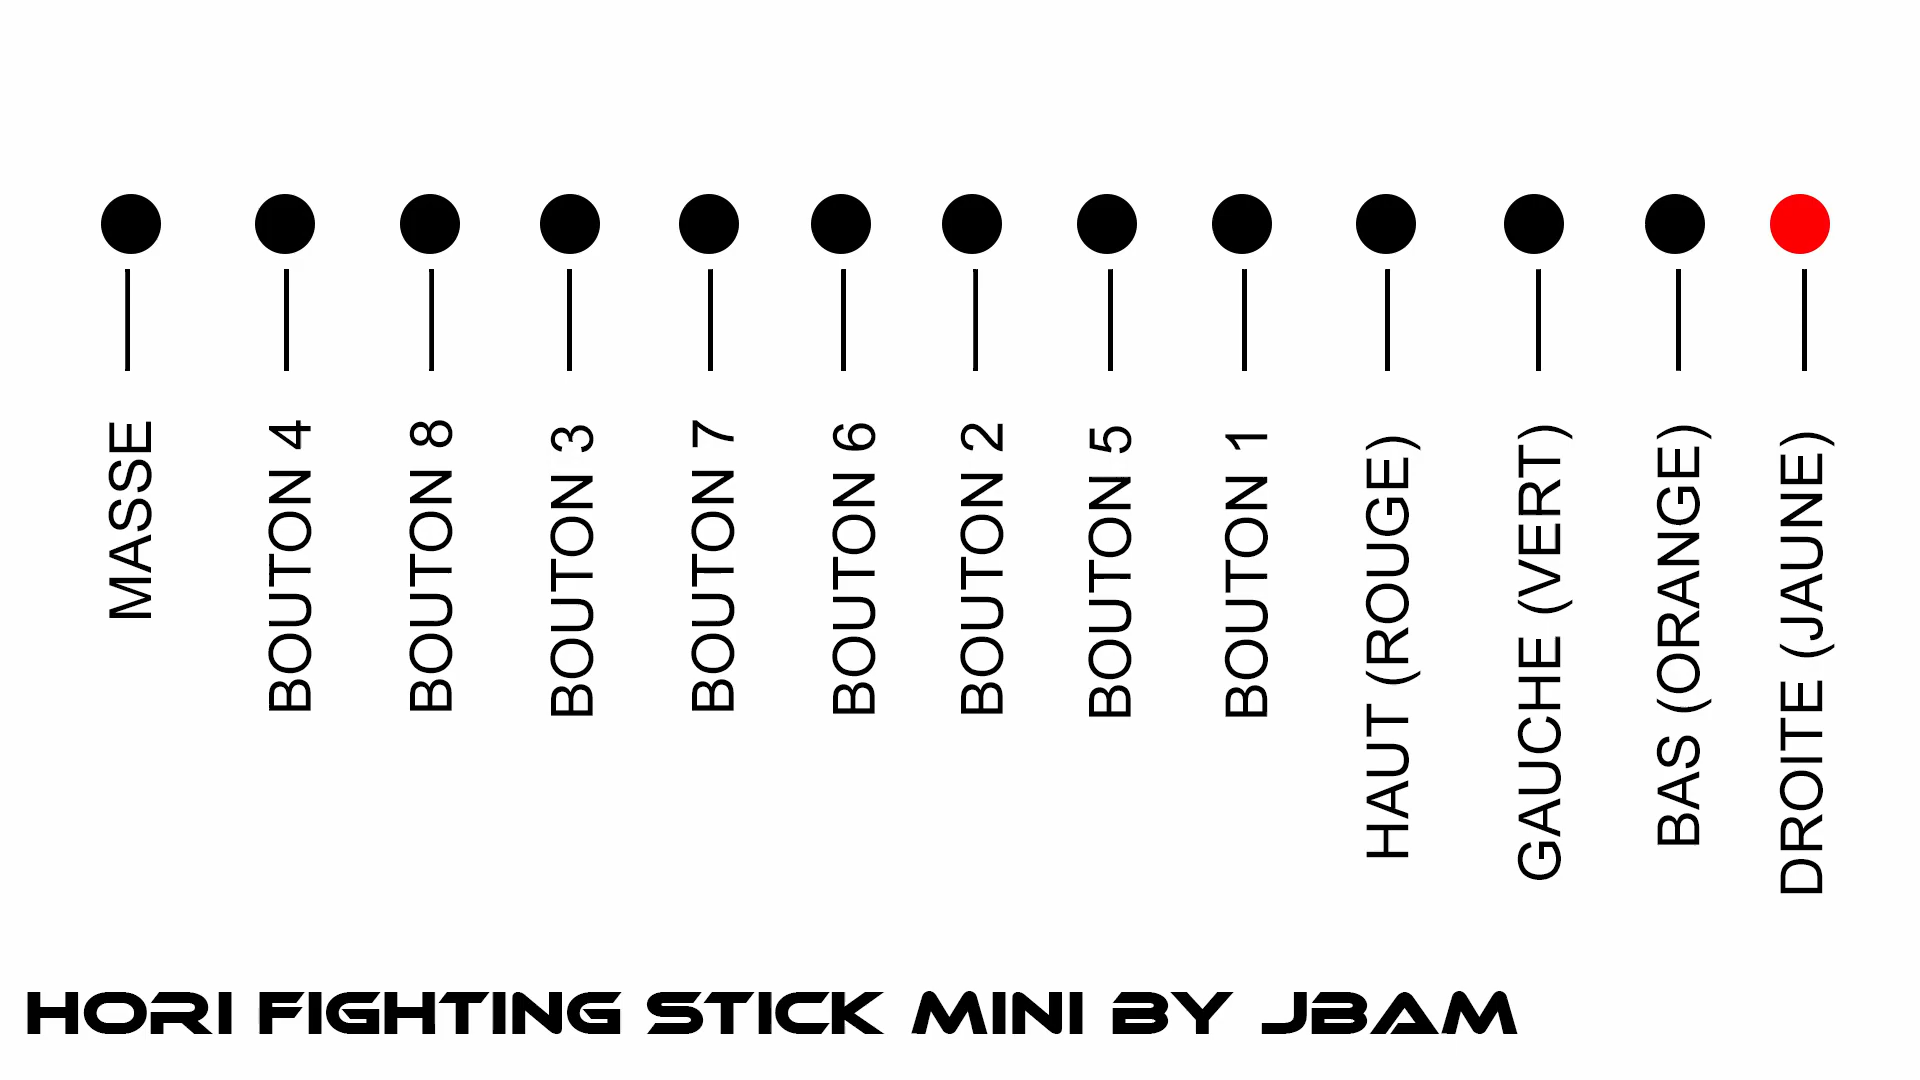 MASSE
BOUTON 4
BOUTON 8
BOUTON 3
BOUTON 7
BOUTON 6
BOUTON 2
BOUTON 5
BOUTON 1
HAUT (ROUGE)
GAUCHE (VERT)
BAS (ORANGE)
DROITE (JAUNE)
HORI FIGHTING STICK MINI BY JBAM